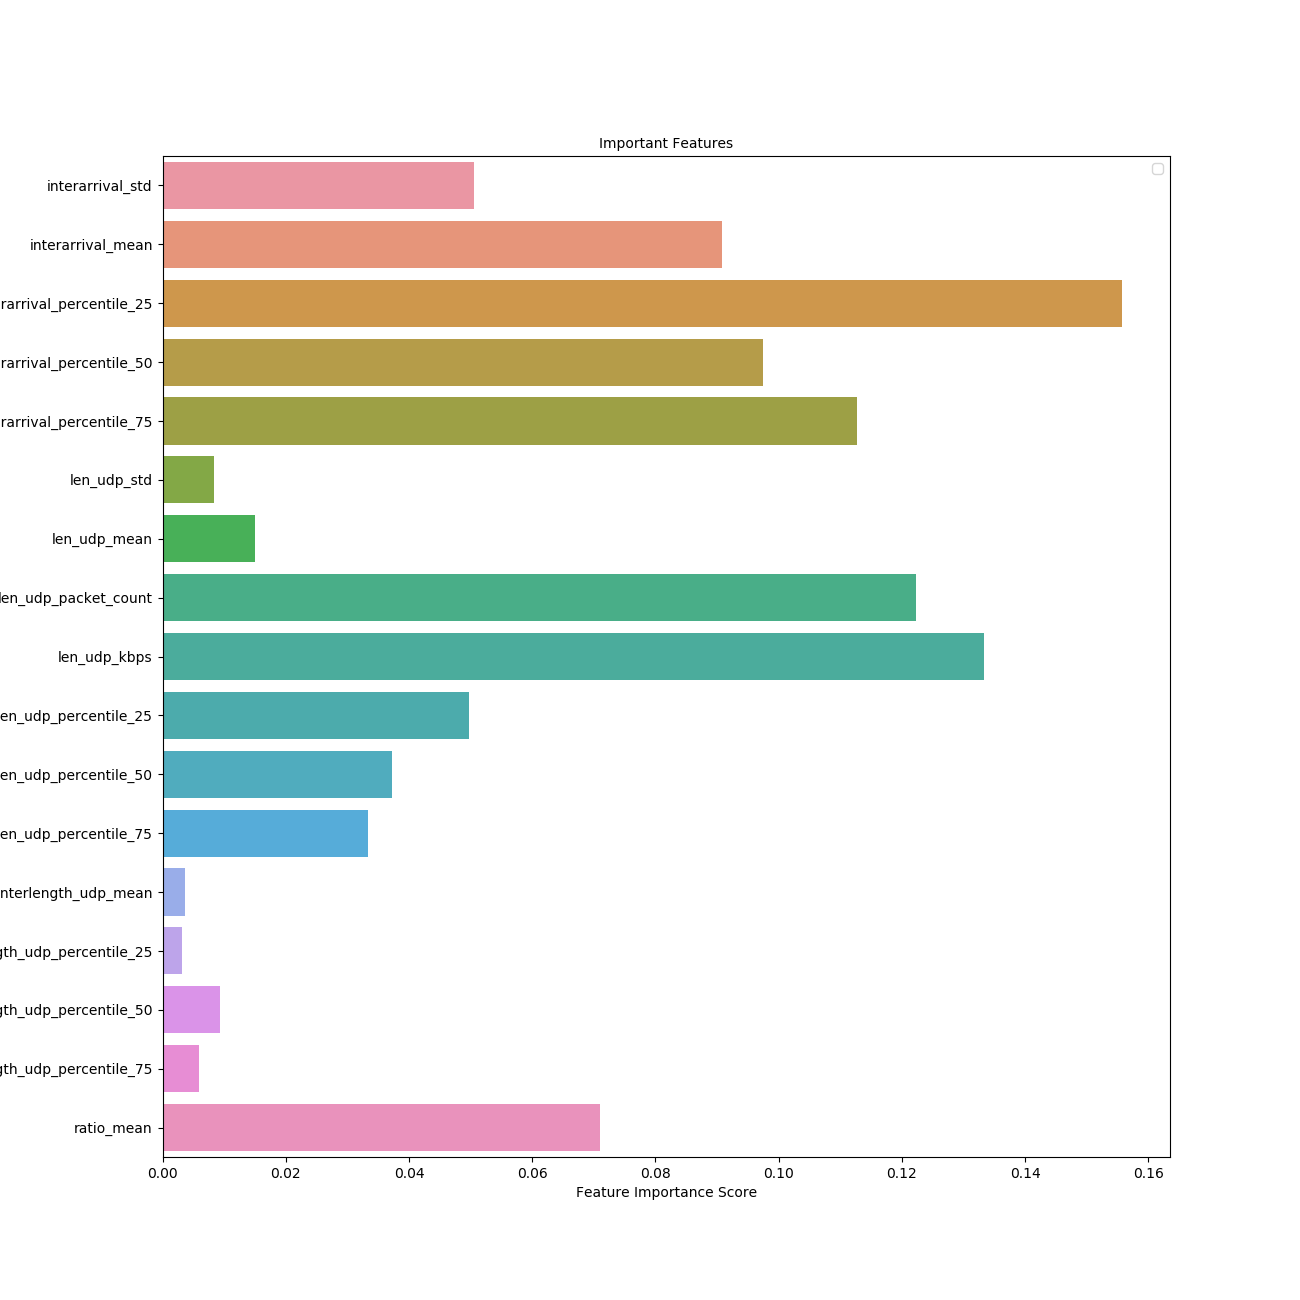 Important Features
interarrival_std
interarrival_mean
rarrival_percentile_25
rarrival_percentile_50
rarrival_percentile_75
len_udp_std
len_udp_mean
len_udp_packet_count
len_udp_kbps
en_udp_percentile_25
en_udp_percentile_50
en_udp_percentile_75
nterlength_udp_mean
gth_udp_percentile_25
gth_udp_percentile_50
gth_udp_percentile_75
ratio_mean
0.00 0.02 0.04 0.06 0.08 0.10 0.12 0.14 0.16
Feature Importance Score